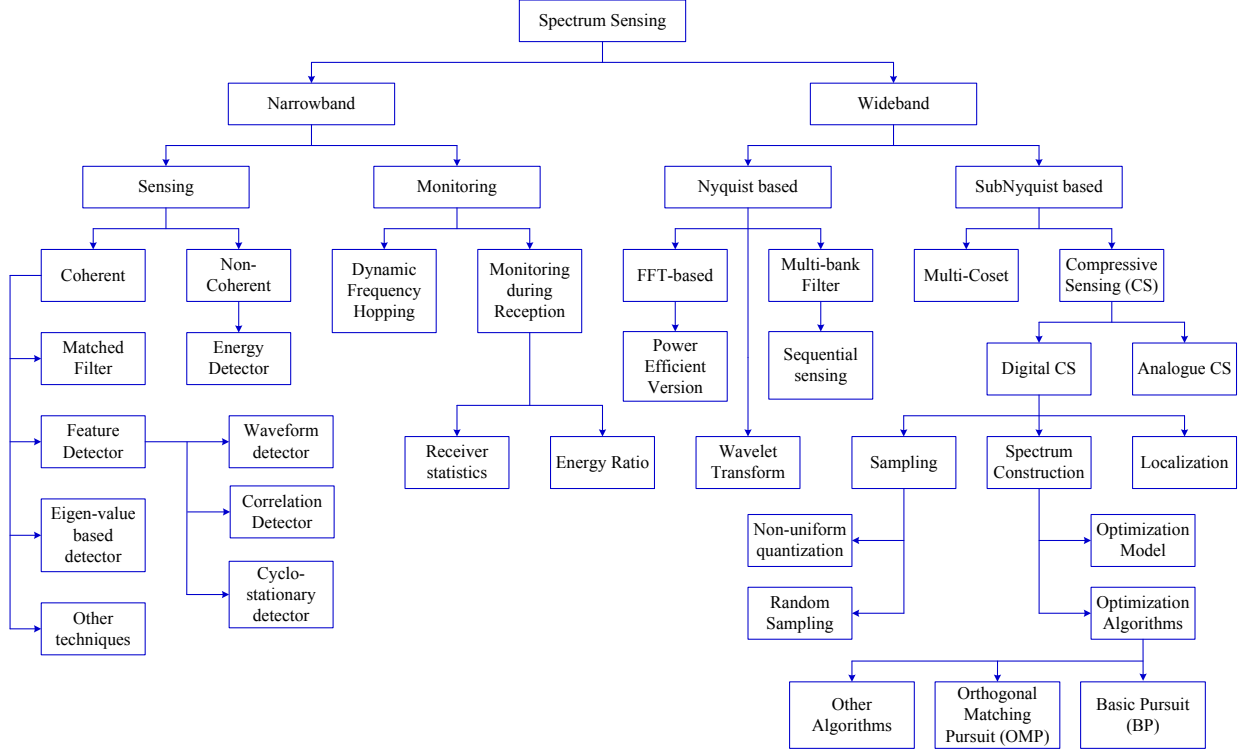 Spectrum Sensing
Narrowband
Wideband
Sensing
Monitoring
Nyquist based
SubNyquist based
Coherent
Non-
Coherent
Dynamic
Frequency
Hopping
Monitoring
during
Reception
FFT-based
Multi-bank
Filter
Multi-Coset
Compressive
Sensing (CS)
Matched
Filter
Energy
Detector
Power
Efficient
Version
Sequential
sensing
Digital CS
Analogue CS
Feature
Detector
Waveform
detector
Receiver
statistics
Energy Ratio
Wavelet
Transform
Sampling
Spectrum
Construction
Localization
Correlation
Detector
Eigen-value
based
detector
Non-uniform
quantization
Optimization
Model
Cyclo-
stationary
detector
Other
techniques
Random
Sampling
Optimization
Algorithms
Other
Algorithms
Orthogonal
Matching
Pursuit (OMP)
Basic Pursuit
(BP)